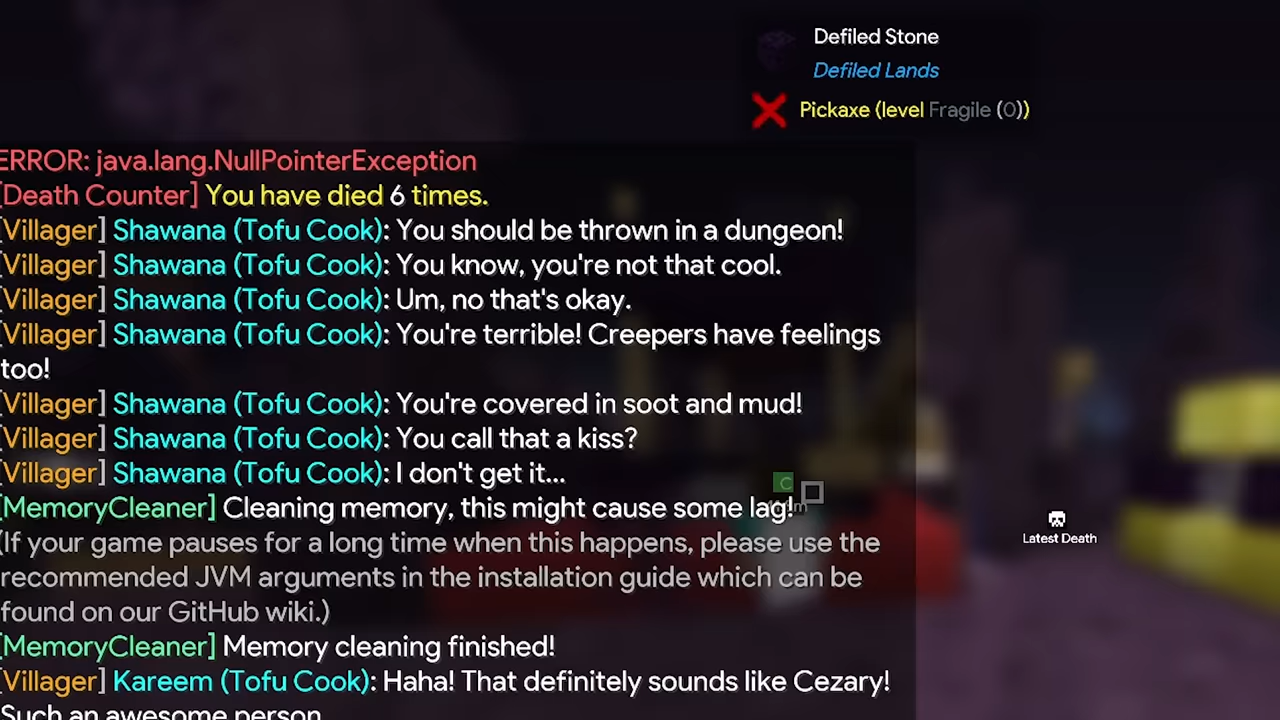 Defiled Stone
Defiled Lands
Pickaxe (level Fragile (0))
ERROR: java.lang.NullPointerException
[Death Counter] You have died 6 times.
[Villager] Shawana (Tofu Cook): You should be thrown in a dungeon!
[Villager] Shawana (Tofu Cook): You know, you're not that cool.
[Villager] Shawana (Tofu Cook): Um, no that's okay.
[Villager] Shawana (Tofu Cook): You're terrible! Creepers have feelings
too!
[Villager] Shawana (Tofu Cook): You're covered in soot and mud!
[Villager] Shawana (Tofu Cook): You call that a kiss?
[Villager] Shawana (Tofu Cook): I don't get it...
C
[MemoryCleaner] Cleaning memory, this might cause some lag!
(If your game pauses for a long time when this happens, please use the
Latest Death
recommended JVM arguments in the installation guide which can be
found on our GitHub wiki.)
[MemoryCleaner] Memory cleaning finished!
[Villager] Kareem (Tofu Cook): Haha! That definitely sounds like Cezary!
Such an awesome person